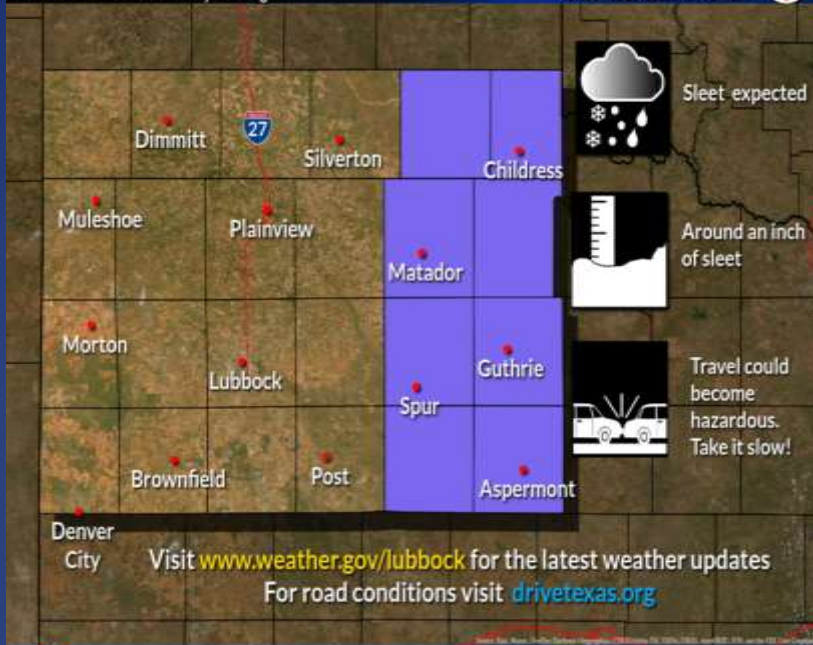 Sleet expected
Dimmitt
27
Silverton
Childress
Muleshoe
Plainview
Matador
Around an inch
of sleet
Morton
Lubbock
Guthrie
Spur
Travel could
become
hazardous.
Take it slow!
Brownfield
Post
Aspermont
Denver
City
Visit www.weather.gov/lubbock for the latest weather updates
For road conditions visit drivetexas.org